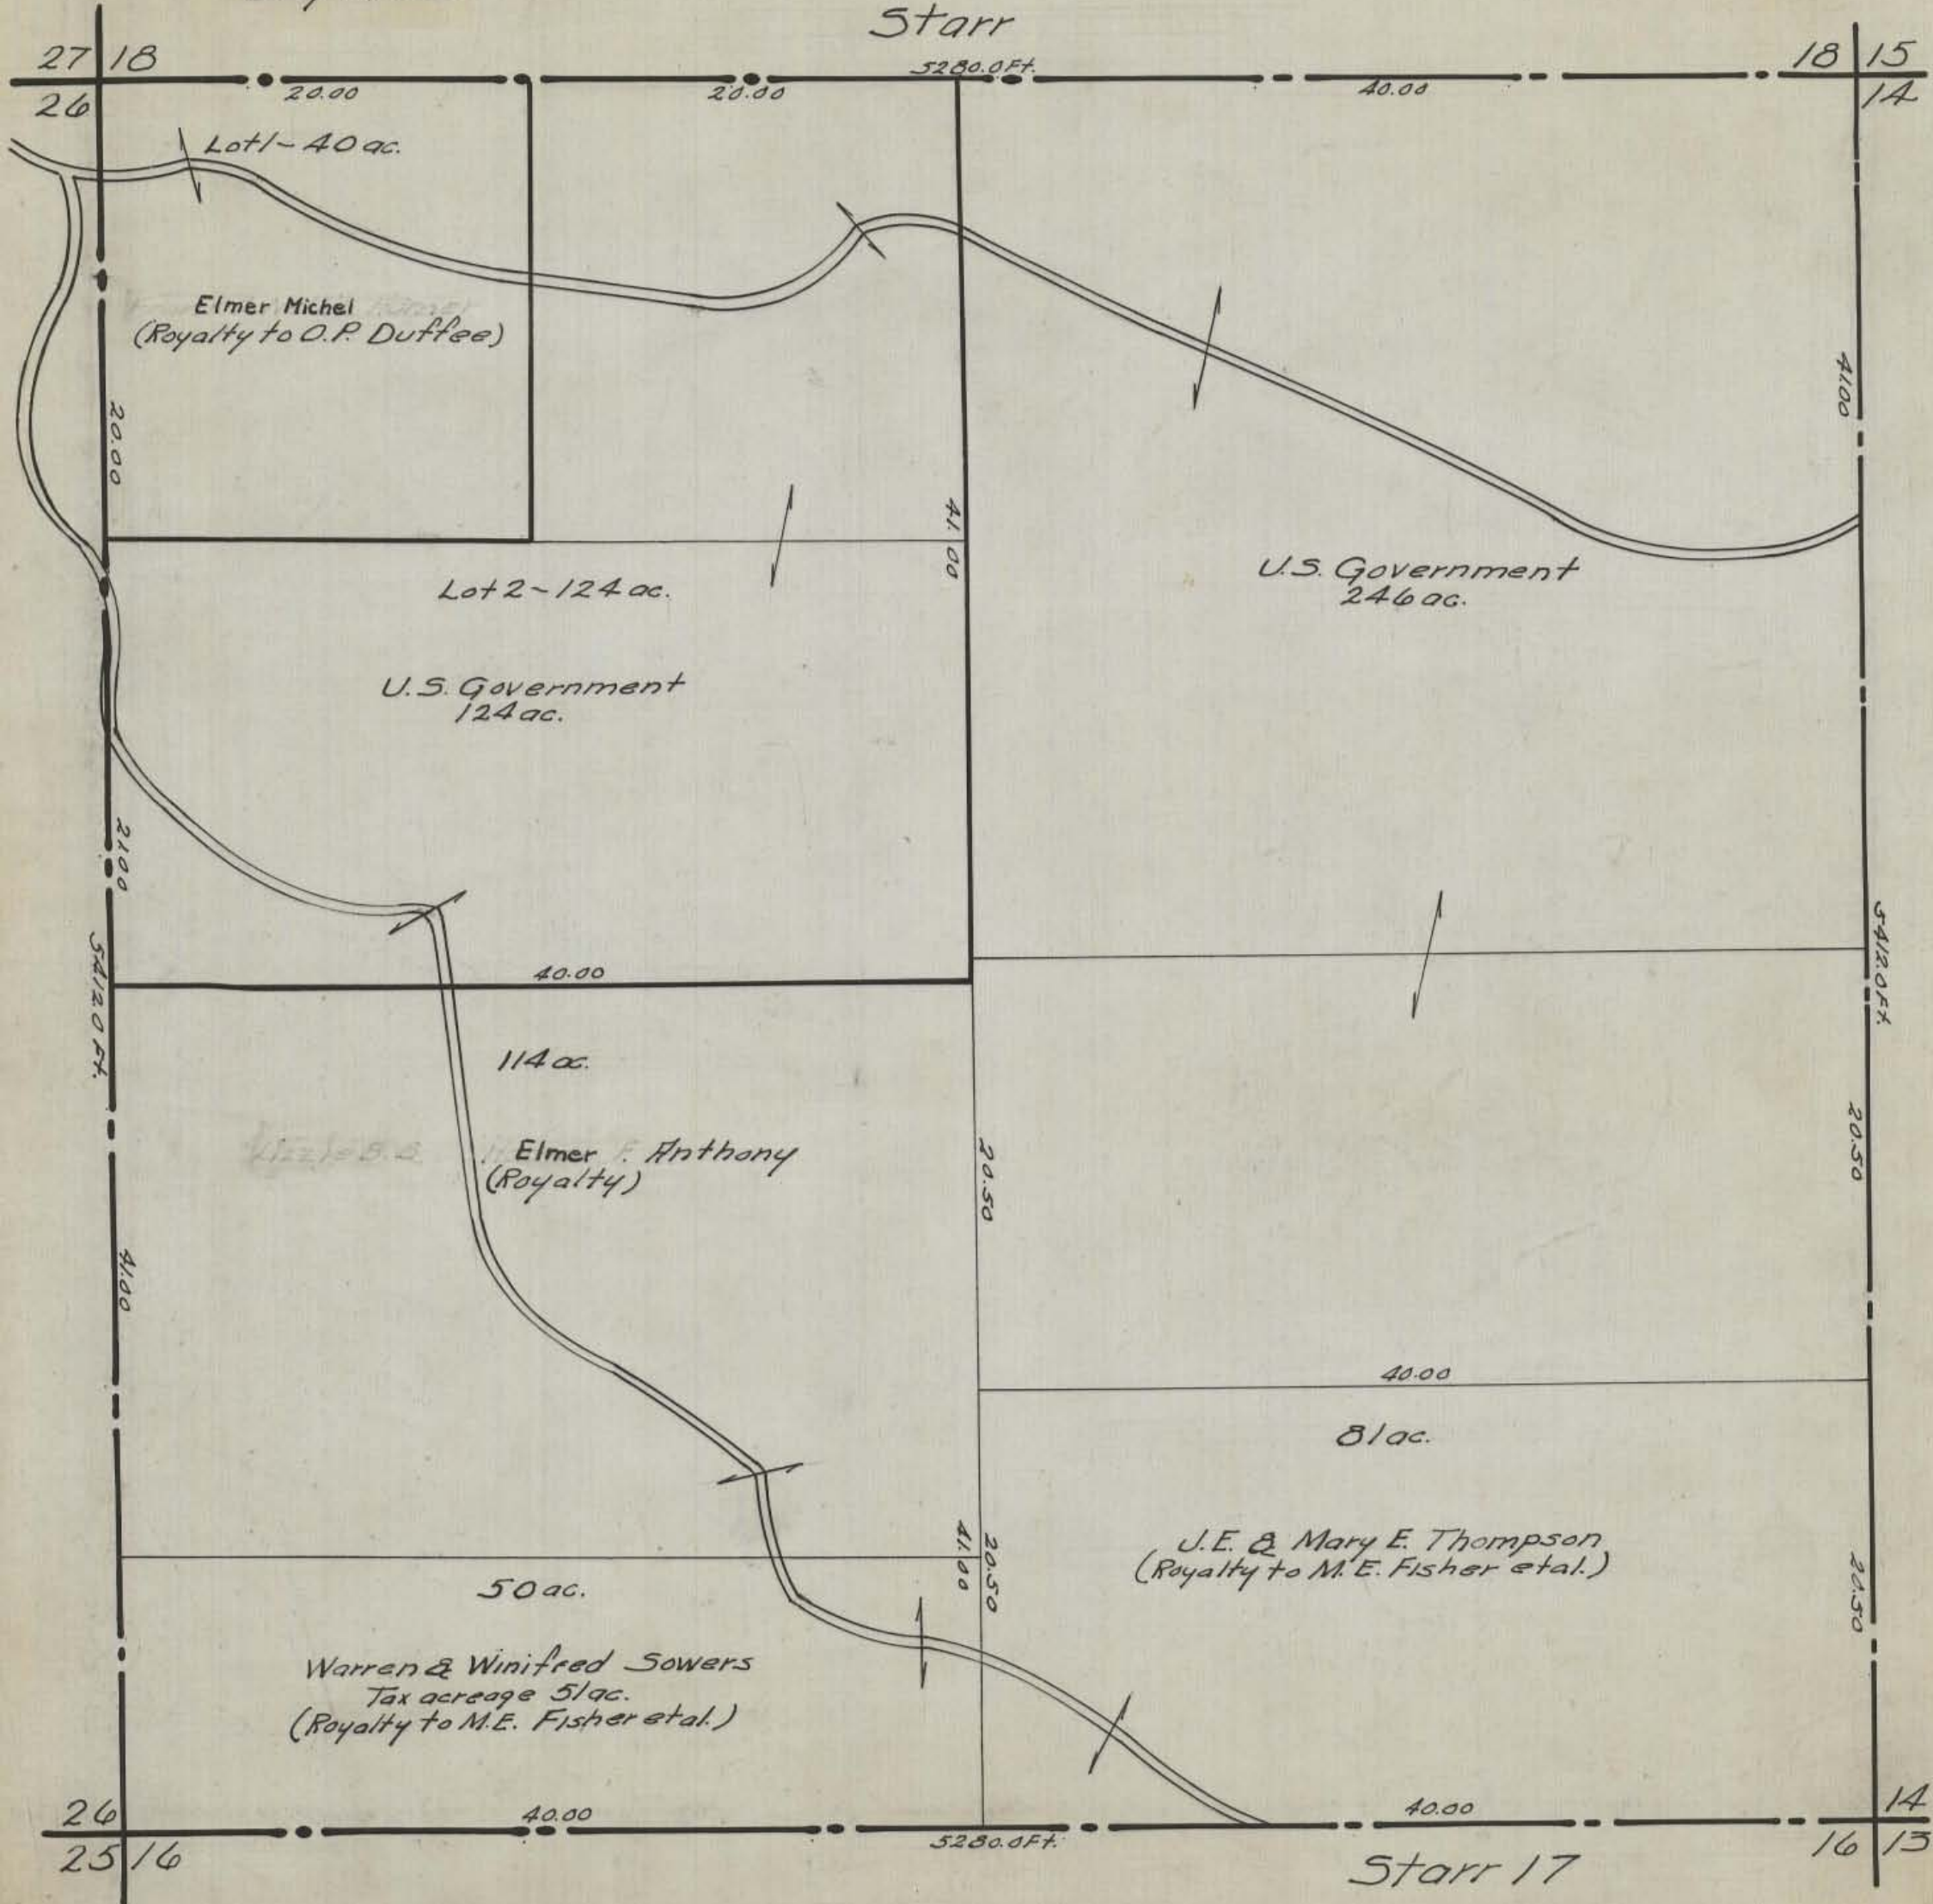 Starr
27 18
26
5280.0 Ft.
18 15
14
20.00
20.00
40.00
Lot 1 - 40 ac.
Elmer Michel
(Royalty to O.P. Duffee)
20.00
41.00
41.00
Lot 2 - 124 ac.
U.S. Government
246 ac.
U.S. Government
124 ac.
21.00
5412.0 Ft.
5412.0 Ft.
40.00
114 ac.
Elmer F. Anthony
(Royalty)
20.50
20.50
41.00
40.00
81 ac.
J.E. & Mary E. Thompson
(Royalty to M.E. Fisher etal.)
41.00
20.50
20.50
50 ac.
Warren & Winifred Sowers
Tax acreage 51 ac.
(Royalty to M.E. Fisher etal.)
26
25 16
40.00
5280.0 Ft.
40.00
14
16 13
Starr 17